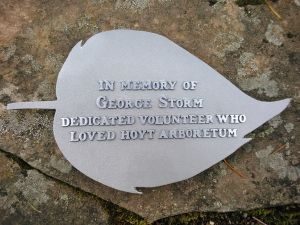 IN MEMORY OF
GEORGE STORM
DEDICATED VOLUNTEER WHO
LOVED HOYT ARBORETUM